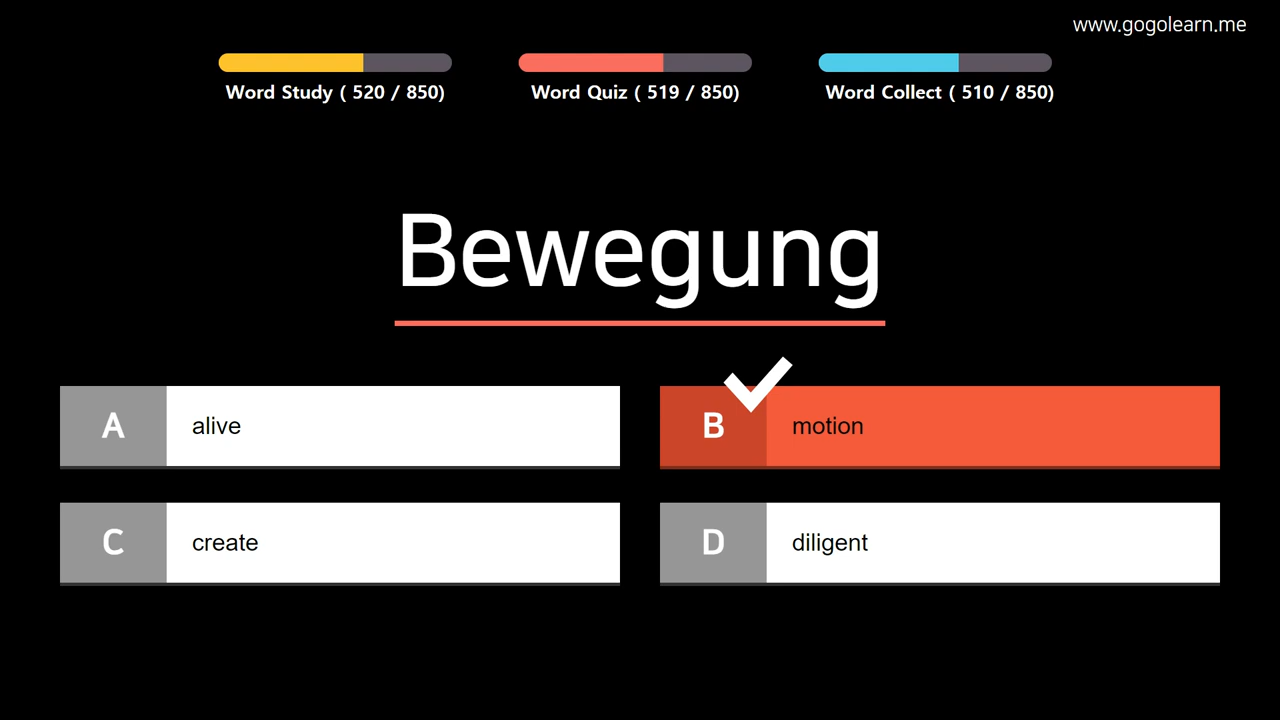 www.gogolearn.me
Word Study ( 520 / 850)
Word Quiz ( 519 / 850)
Word Collect ( 510 / 850)
Bewegung
A alive
B motion
C create
D diligent